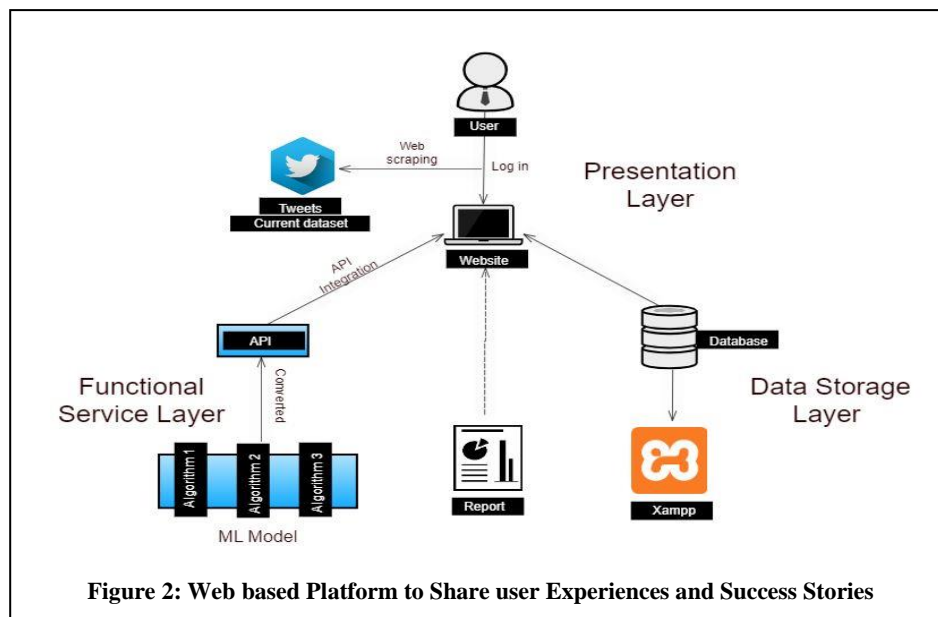 User
Web
scraping
Log in
Presentation
Layer
Tweets
Current dataset
Website
API
Integration
API
Database
Converted
Functional
Service Layer
Data Storage
Layer
Algorithm 1
Algorithm 2
Algorithm 3
ML Model
Report
Xampp
Figure 2: Web based Platform to Share user Experiences and Success Stories